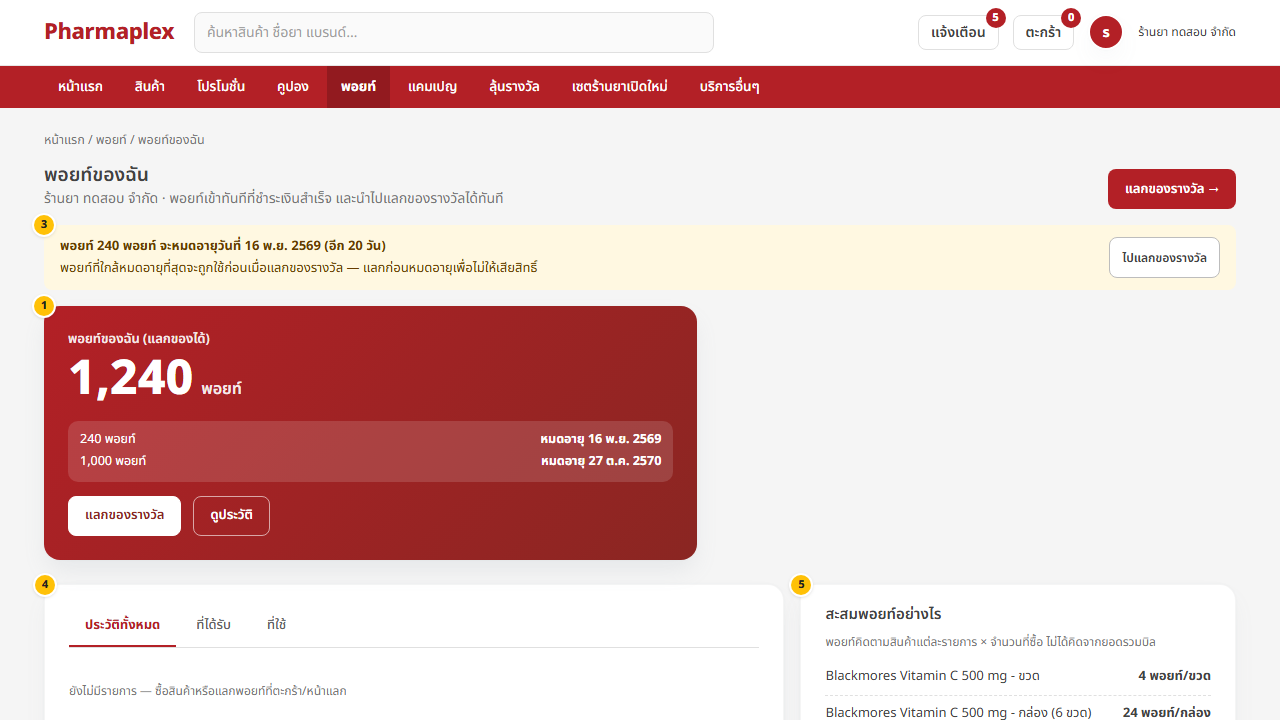 Pharmaplex
ค้นหาสินค้า ชื่อยา แบรนด์...
แจ้งเตือน 5
ตะกร้า 0
s
ร้านยา ทดสอบ จำกัด
หน้าแรก สินค้า โปรโมชั่น คูปอง พอยท์ แคมเปญ ลุ้นรางวัล เซตร้านยาเปิดใหม่ บริการอื่นๆ
หน้าแรก / พอยท์ / พอยท์ของฉัน
พอยท์ของฉัน
ร้านยา ทดสอบ จำกัด · พอยท์เข้าทันทีที่ชำระเงินสำเร็จ และนำไปแลกของรางวัลได้ทันที
แลกของรางวัล →
3
พอยท์ 240 พอยท์ จะหมดอายุวันที่ 16 พ.ย. 2569 (อีก 20 วัน)
พอยท์ที่ใกล้หมดอายุที่สุดจะถูกใช้ก่อนเมื่อแลกของรางวัล — แลกก่อนหมดอายุเพื่อไม่ให้เสียสิทธิ์
ไปแลกของรางวัล
1
พอยท์ของฉัน (แลกของได้)
1,240 พอยท์
240 พอยท์ หมดอายุ 16 พ.ย. 2569
1,000 พอยท์ หมดอายุ 27 ต.ค. 2570
แลกของรางวัล ดูประวัติ
4
ประวัติทั้งหมด ที่ได้รับ ที่ใช้
ยังไม่มีรายการ — ซื้อสินค้าหรือแลกพอยท์ที่ตะกร้า/หน้าแลก
5
สะสมพอยท์อย่างไร
พอยท์คิดตามสินค้าแต่ละรายการ × จำนวนที่ซื้อ ไม่ได้คิดจากยอดรวมบิล
Blackmores Vitamin C 500 mg - ขวด 4 พอยท์/ขวด
Blackmores Vitamin C 500 mg - กล่อง (6 ขวด) 24 พอยท์/กล่อง